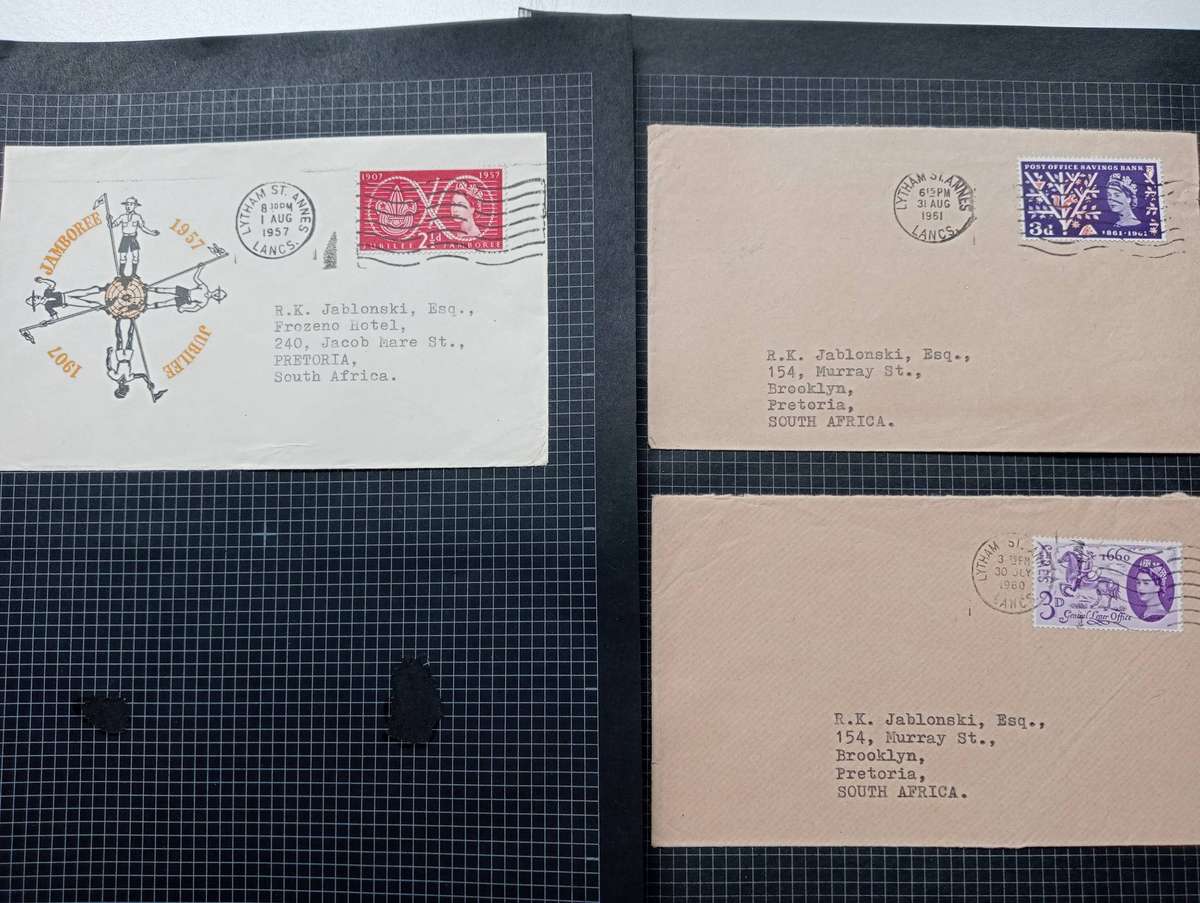 JAMBOREE 1957
1907 JUBILEE
LYTHAM ST. ANNES
8 30PM
1 AUG
1957
LANCS.
1907 1957
2½d
JUBILEE JAMBOREE
R.K. Jablonski, Esq.,
Frozeno Hotel,
240, Jacob Mare St.,
PRETORIA,
South Africa.
LYTHAM ST. ANNES
6 15 PM
31 AUG
1961
LANCS.
POST OFFICE SAVINGS BANK
3d
1861-1961
R.K. Jablonski, Esq.,
154, Murray St.,
Brooklyn,
Pretoria,
SOUTH AFRICA.
LYTHAM ST.
30 JLY
1960
LANCS
1660
3D
General Letter Office
R.K. Jablonski, Esq.,
154, Murray St.,
Brooklyn,
Pretoria,
SOUTH AFRICA.